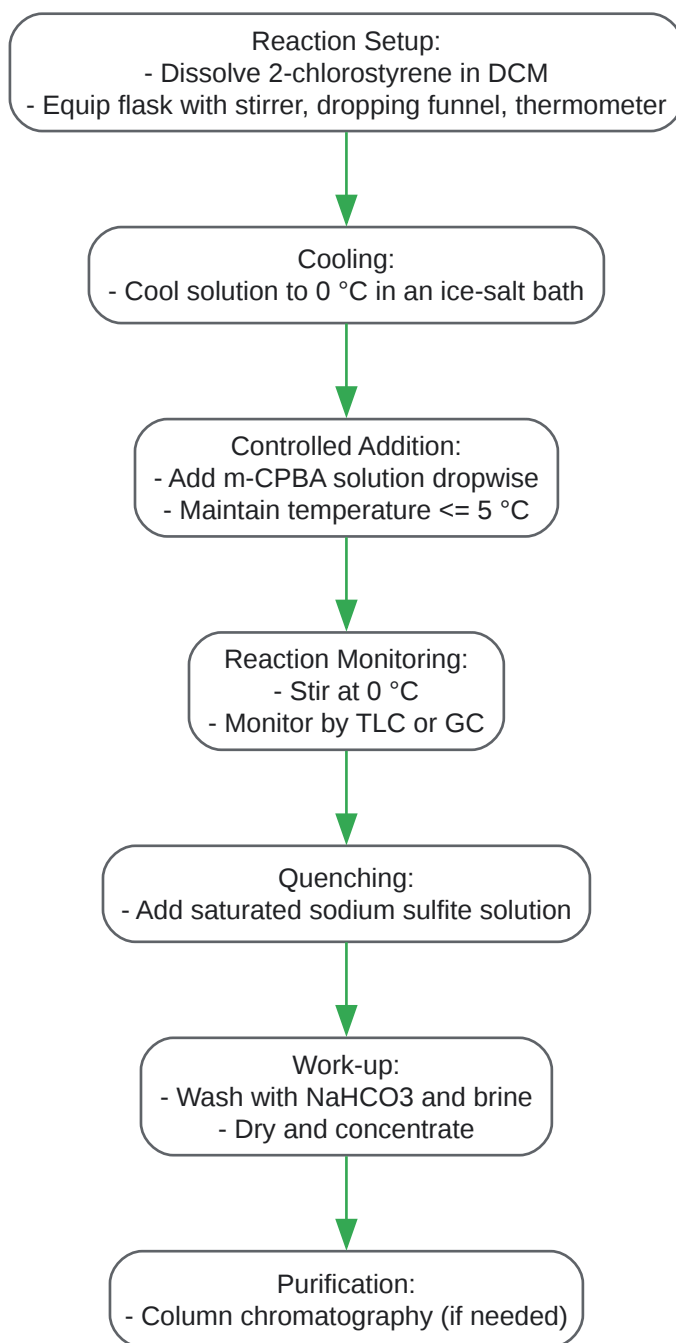 Reaction Setup:
- Dissolve 2-chlorostyrene in DCM
- Equip flask with stirrer, dropping funnel, thermometer
Cooling:
- Cool solution to 0 °C in an ice-salt bath
Controlled Addition:
- Add m-CPBA solution dropwise
- Maintain temperature <= 5 °C
Reaction Monitoring:
- Stir at 0 °C
- Monitor by TLC or GC
Quenching:
- Add saturated sodium sulfite solution
Work-up:
- Wash with NaHCO3 and brine
- Dry and concentrate
Purification:
- Column chromatography (if needed)